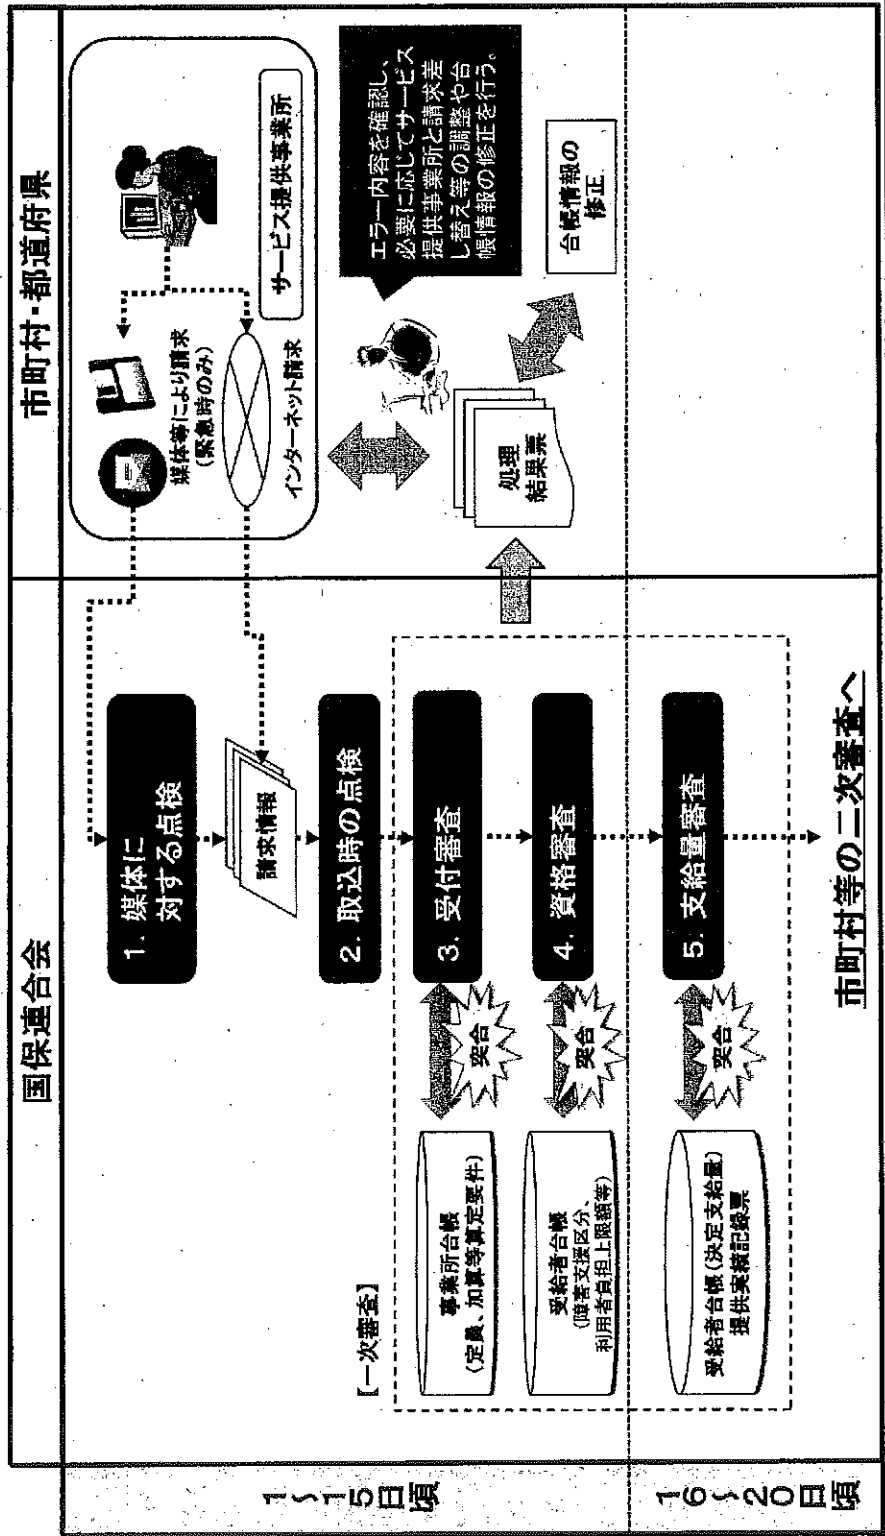 国保連合会
市町村・都道府県
1～15日頃
16～20日頃
1. 媒体に
対する点検
請求情報
2. 取込時の点検
【一次審査】
3. 受付審査
突合
事業所台帳
（定員、加算等算定要件）
4. 資格審査
突合
受給者台帳
（障害支援区分、
利用者負担上限額等）
5. 支給量審査
突合
受給者台帳（決定支給量）
提供実績記録票
市町村等の二次審査へ
媒体等により請求
（緊急時のみ）
インターネット請求
サービス提供事業所
エラー内容を確認し、
必要に応じてサービス
提供事業所と請求差
し替え等の調整や台
帳情報の修正を行う。
処理
結果票
台帳情報の
修正